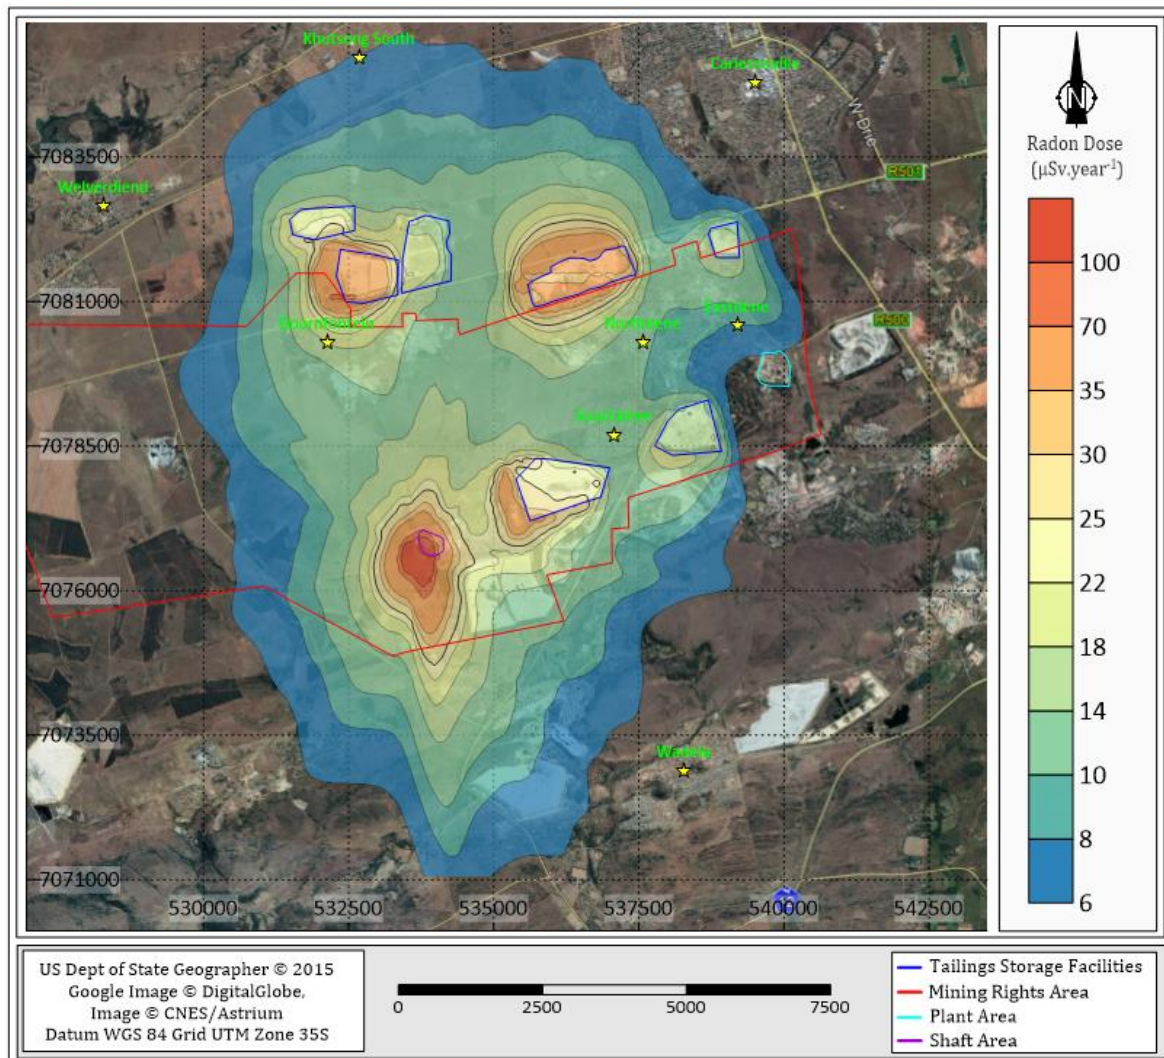 Khutsong South
Carletonville
W-Drie
7083500
R501
Welverdiend
7081000
R500
7078500
7076000
7073500
Wadela
7071000
530000
532500
535000
537500
540000
542500
N
Radon Dose
(µSv.year⁻¹)
100
70
35
30
25
22
18
14
10
8
6
US Dept of State Geographer © 2015
Google Image © DigitalGlobe,
Image © CNES/Astrium
Datum WGS 84 Grid UTM Zone 35S
0
2500
5000
7500
Tailings Storage Facilities
Mining Rights Area
Plant Area
Shaft Area